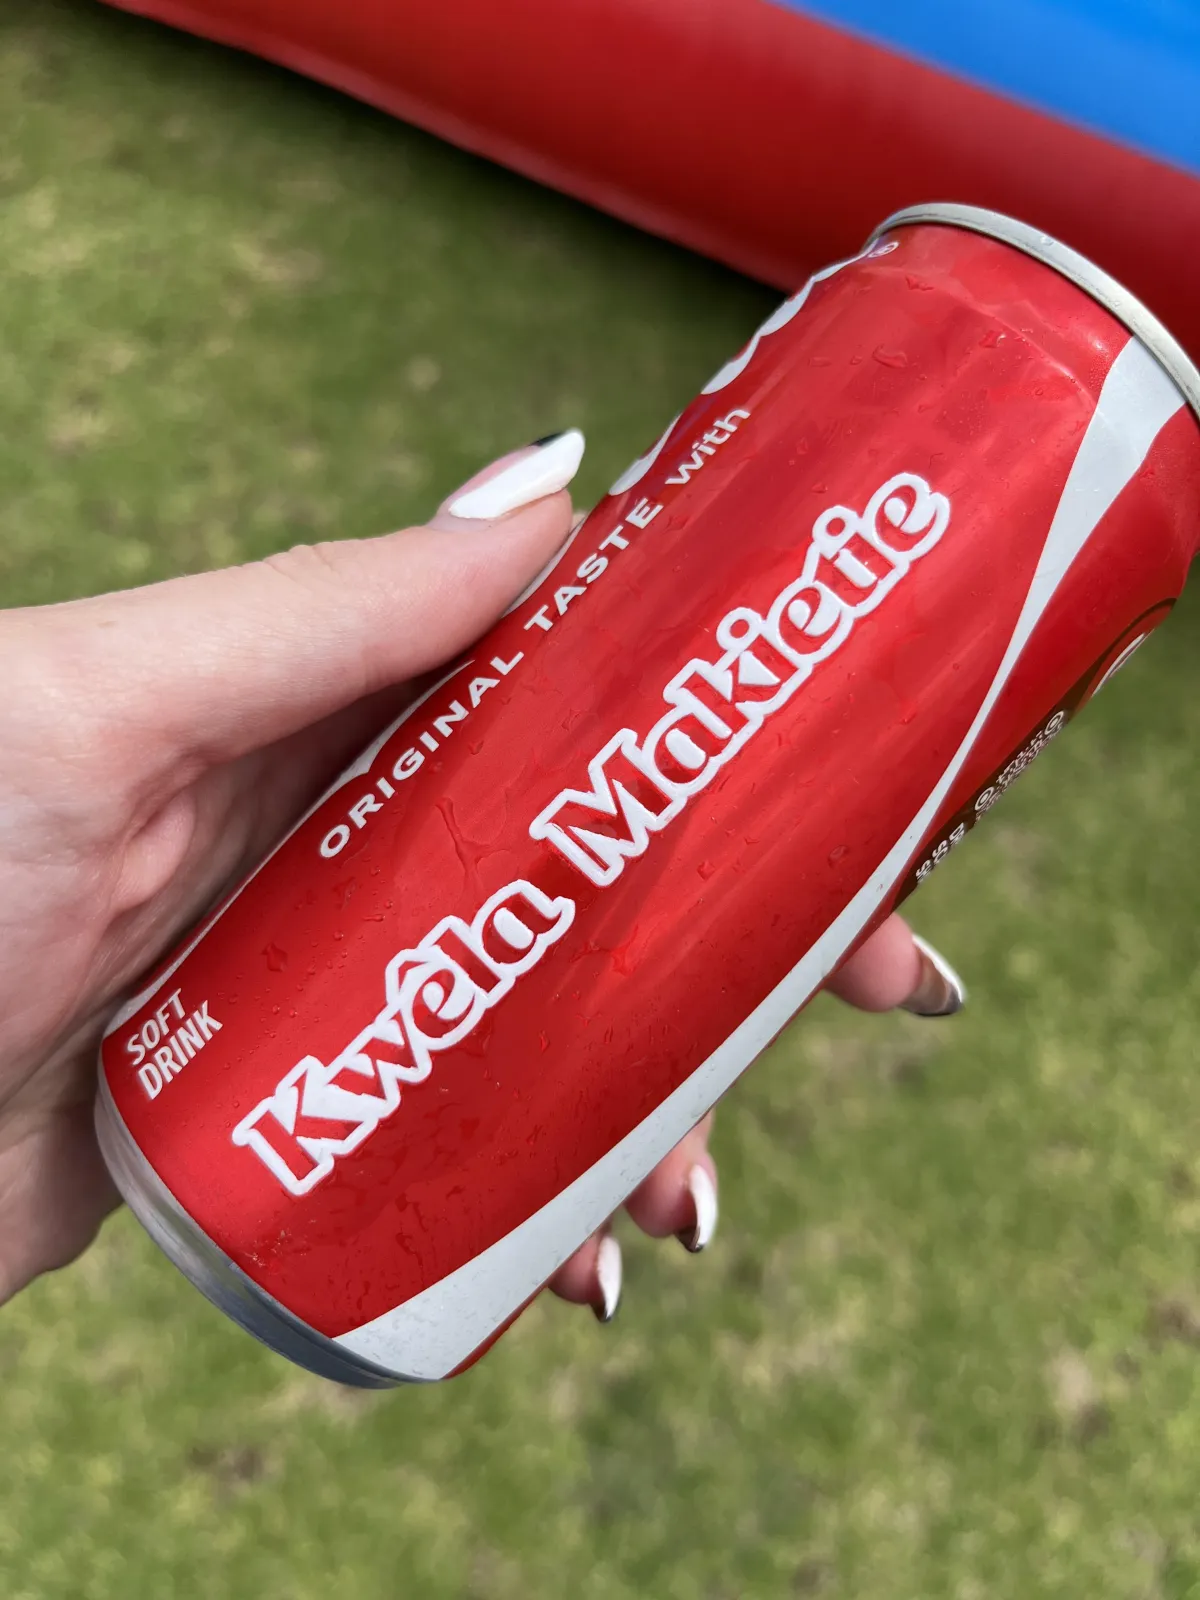 ORIGINAL TASTE with
Kwêla Makietie
SOFT
DRINK